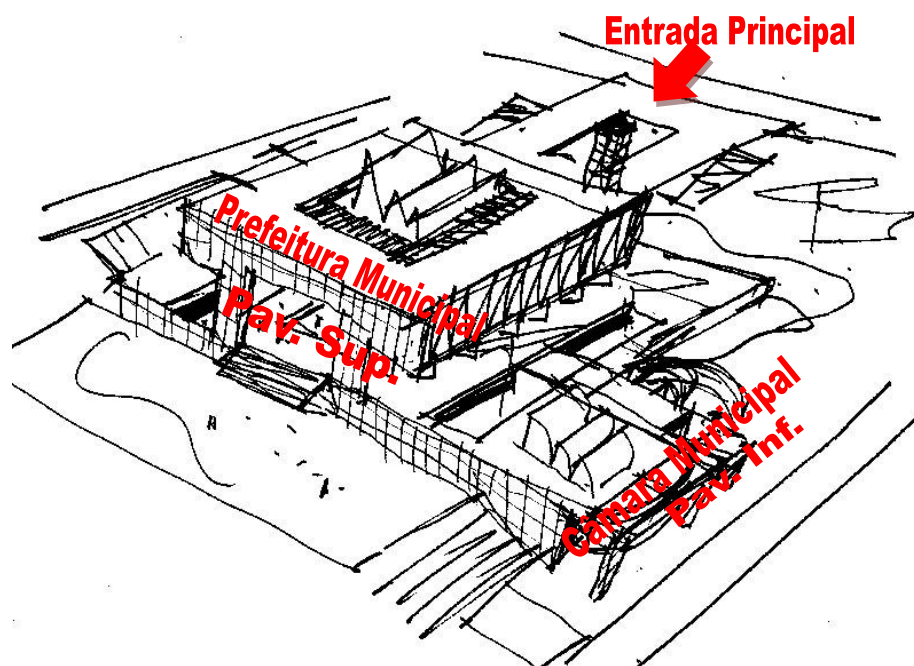 Entrada Principal
Prefeitura Municipal
Pav. Sup.
Câmara Municipal
Pav. Inf.